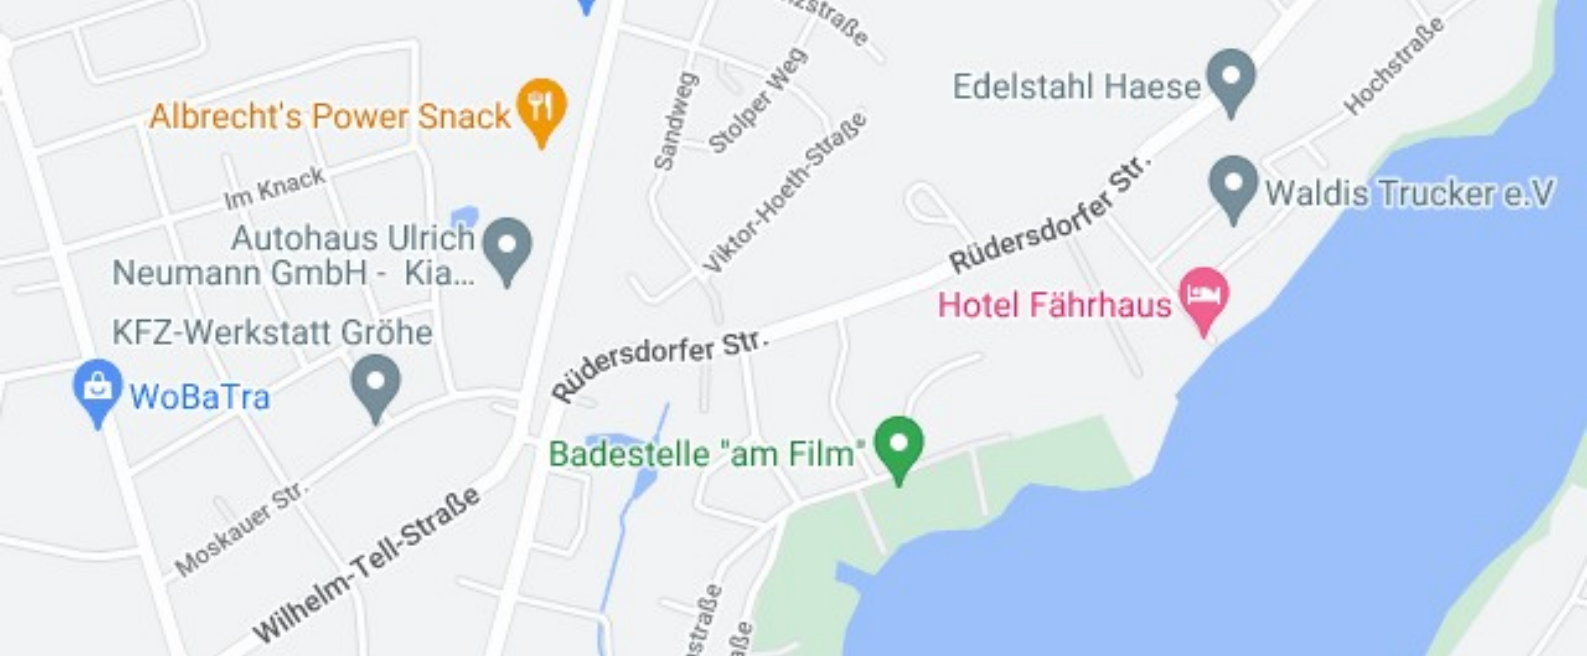 Hochstraße
Edelstahl Haese
Stolper Weg
Albrecht's Power Snack
Sandweg
Viktor-Hoeth-Straße
Im Knack
Waldis Trucker e.V
Rüdersdorfer Str.
Autohaus Ulrich
Neumann GmbH - Kia...
Hotel Fährhaus
KFZ-Werkstatt Gröhe
Rüdersdorfer Str.
WoBaTra
Badestelle "am Film"
Moskauer Str.
Wilhelm-Tell-Straße